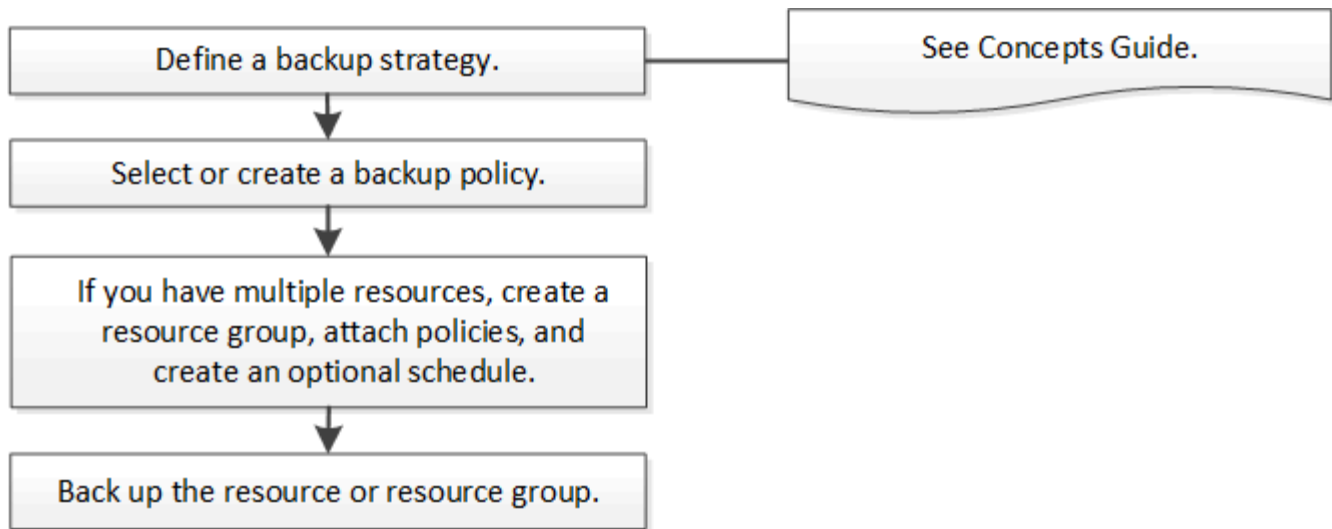 Define a backup strategy.
See Concepts Guide.
Select or create a backup policy.
If you have multiple resources, create a
resource group, attach policies, and
create an optional schedule.
Back up the resource or resource group.